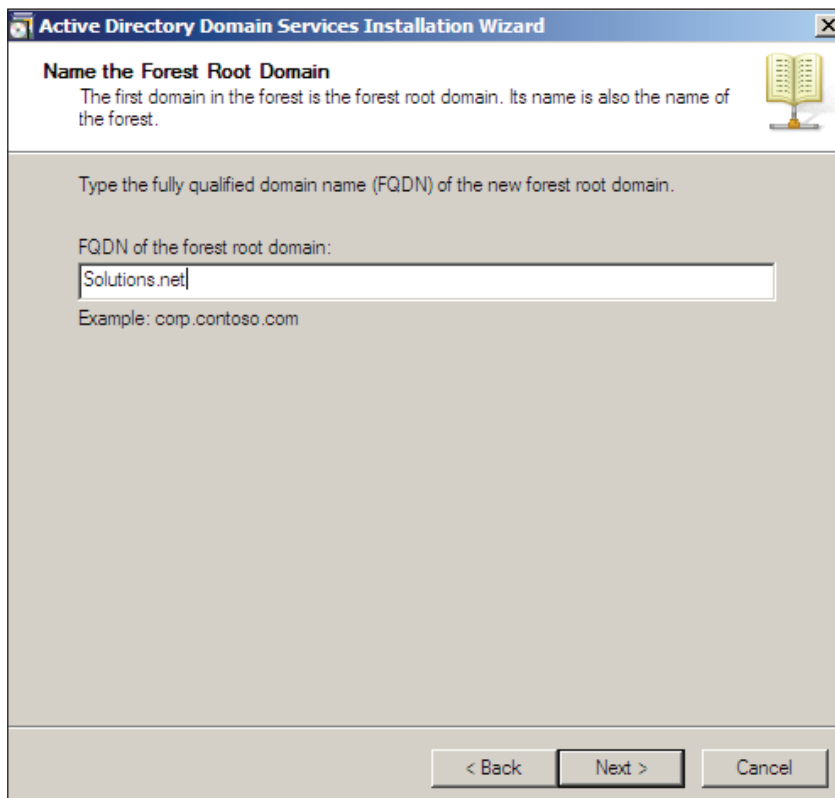 Active Directory Domain Services Installation Wizard
Name the Forest Root Domain
The first domain in the forest is the forest root domain. Its name is also the name of
the forest.
Type the fully qualified domain name (FQDN) of the new forest root domain.
FQDN of the forest root domain:
Solutions.net
Example: corp.contoso.com
< Back Next > Cancel